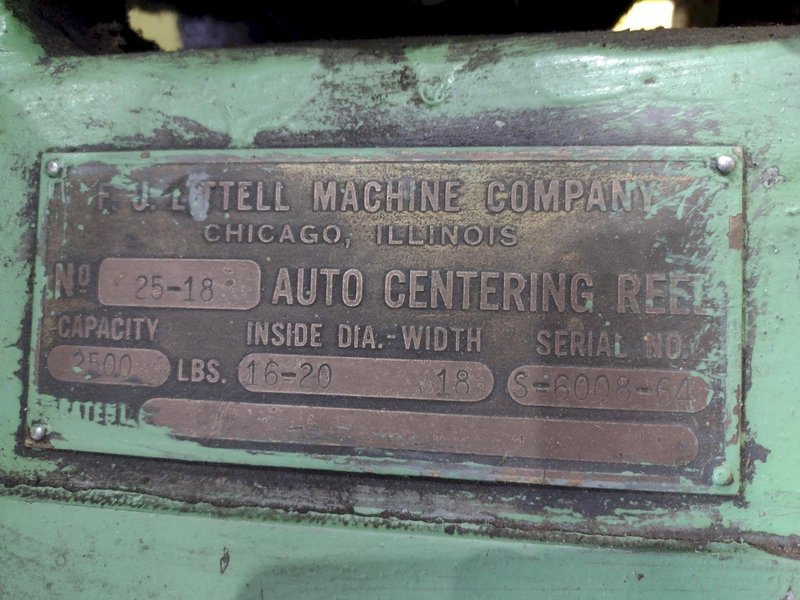 F. J. LITTELL MACHINE COMPANY
CHICAGO, ILLINOIS
No 25-18 AUTO CENTERING REEL
CAPACITY INSIDE DIA.-WIDTH SERIAL NO.
2500 LBS. 16-20 18 S-6008-64